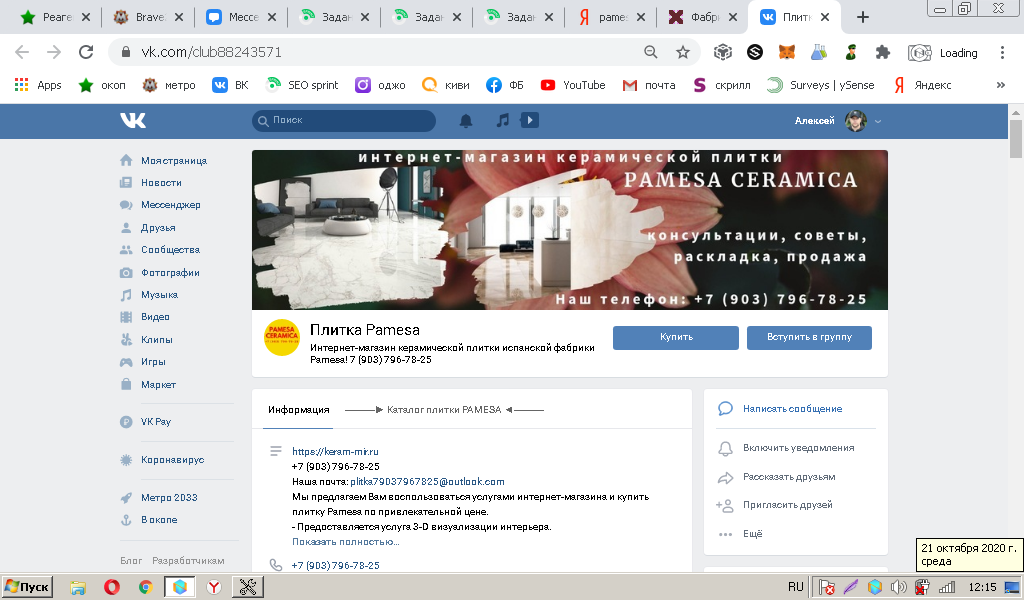 Реаге
Brave.
Мессе
Задан
Задан
Задан
pames
Фабри
Плитк
vk.com/club88243571
Loading
Apps
окоп
метро
ВК
SEO sprint
оджо
киви
ФБ
YouTube
почта
скрилл
Surveys | ySense
Яндекс
»
Поиск
Алексей
Моя страница
Новости
Мессенджер
Друзья
Сообщества
Фотографии
Музыка
Видео
Клипы
Игры
Маркет
VK Pay
Коронавирус
Метро 2033
В окопе
Блог Разработчикам
интернет-магазин керамической плитки
PAMESA CERAMICA
консультации, советы,
раскладка, продажа
Наш телефон: +7 (903) 796-78-25
PAMESA
CERAMICA
Плитка Pamesa
Интернет-магазин керамической плитки испанской фабрики
Pamesa! 7 (903) 796-78-25
Купить
Вступить в группу
Информация
Каталог плитки PAMESA
https://keram-mir.ru
+7 (903) 796-78-25
Наша почта: plitka79037967825@outlook.com
Мы предлагаем Вам воспользоваться услугами интернет-магазина и купить
плитку Pamesa по привлекательной цене.
- Предоставляется услуга 3-D визуализации интерьера.
Показать полностью...
+7 (903) 796-78-25
Написать сообщение
Включить уведомления
Рассказать друзьям
Пригласить друзей
Ещё
21 октября 2020 г.
среда
Пуск
RU
12:15